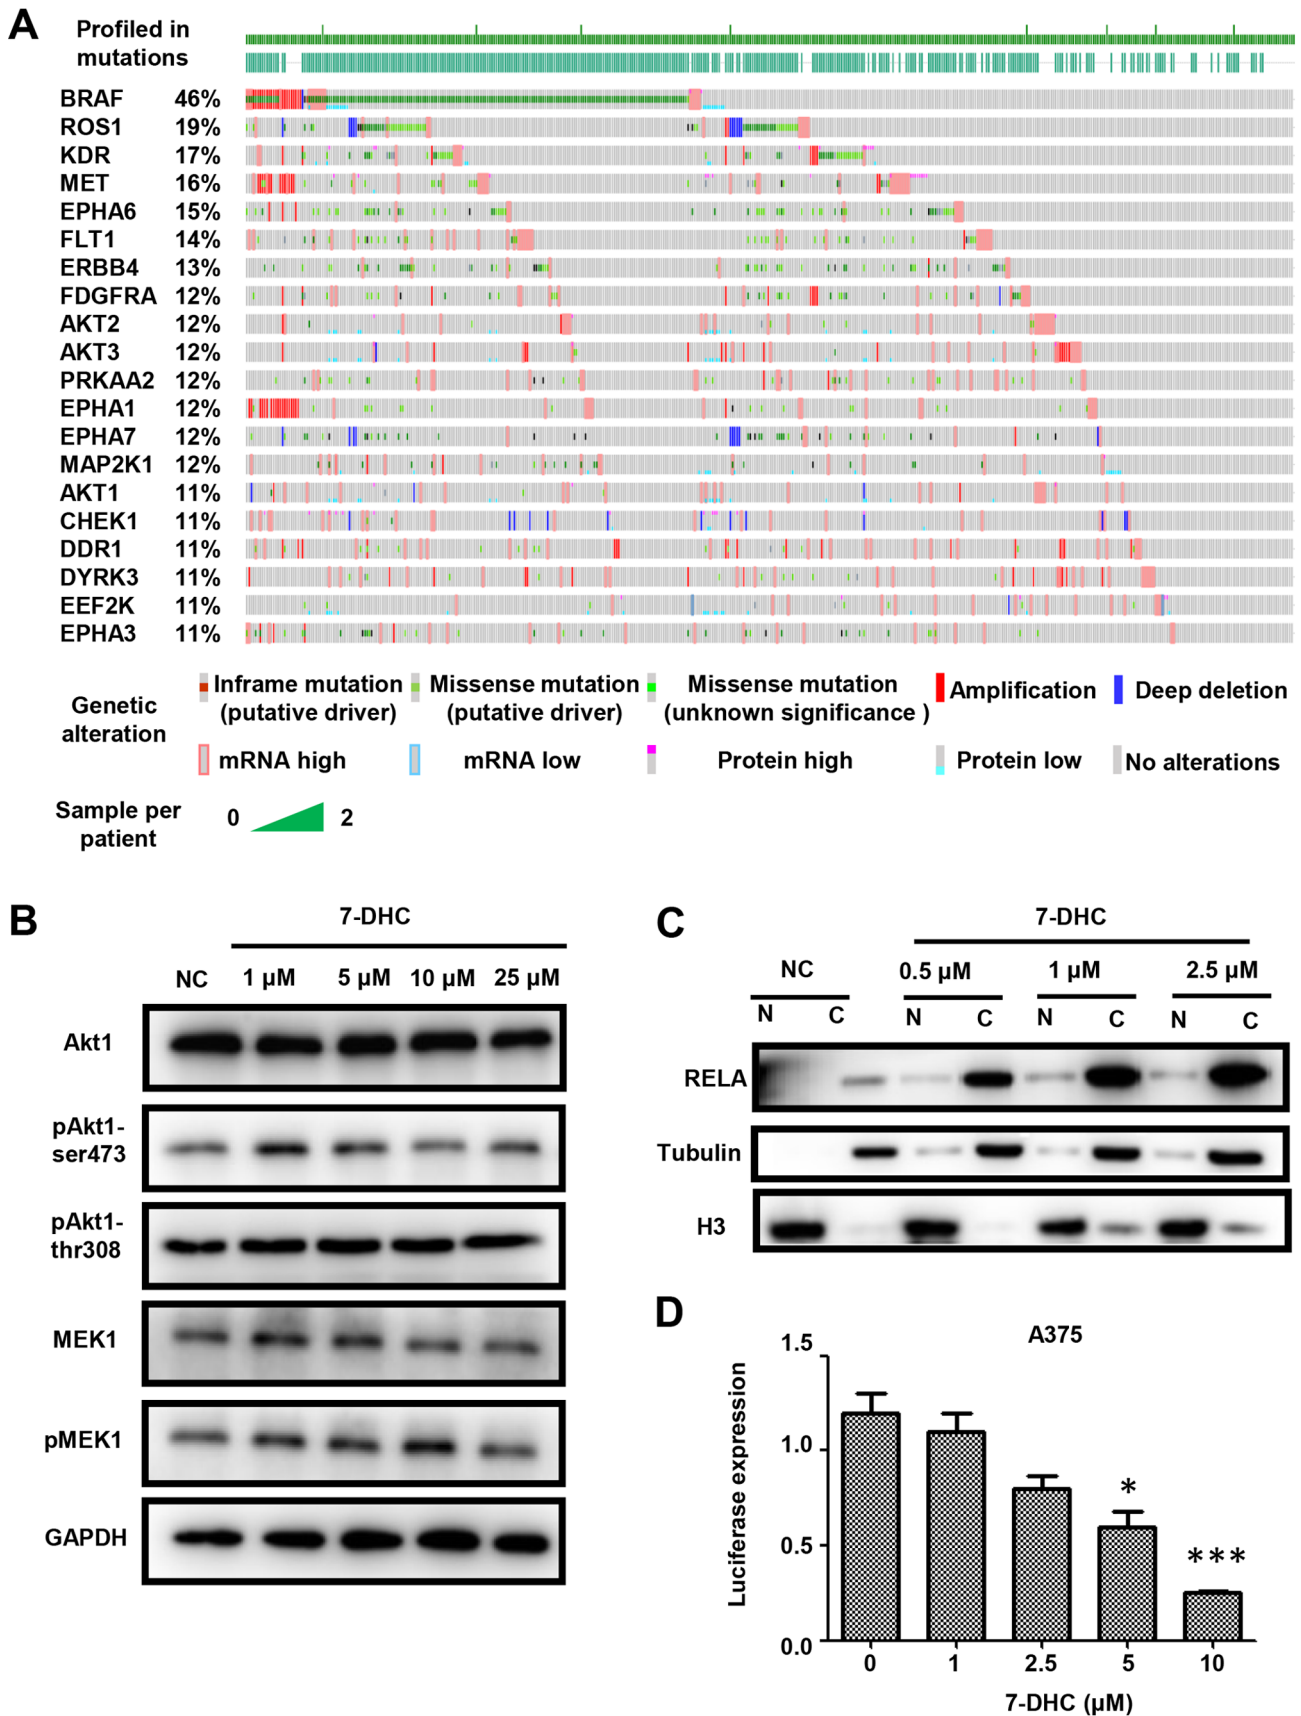 A
Profiled in
mutations
BRAF 46%
ROS1 19%
KDR 17%
MET 16%
EPHA6 15%
FLT1 14%
ERBB4 13%
FDGFRA 12%
AKT2 12%
AKT3 12%
PRKAA2 12%
EPHA1 12%
EPHA7 12%
MAP2K1 12%
AKT1 11%
CHEK1 11%
DDR1 11%
DYRK3 11%
EEF2K 11%
EPHA3 11%
Genetic
alteration
Inframe mutation
(putative driver)
Missense mutation
(putative driver)
Missense mutation
(unknown significance )
Amplification
Deep deletion
mRNA high
mRNA low
Protein high
Protein low
No alterations
Sample per
patient
0 2
B
7-DHC
NC 1 µM 5 µM 10 µM 25 µM
Akt1
pAkt1-
ser473
pAkt1-
thr308
MEK1
pMEK1
GAPDH
C
7-DHC
NC 0.5 µM 1 µM 2.5 µM
N C N C N C N C
RELA
Tubulin
H3
D
A375
Luciferase expression
1.5
1.0
0.5
0.0
*
***
0 1 2.5 5 10
7-DHC (µM)